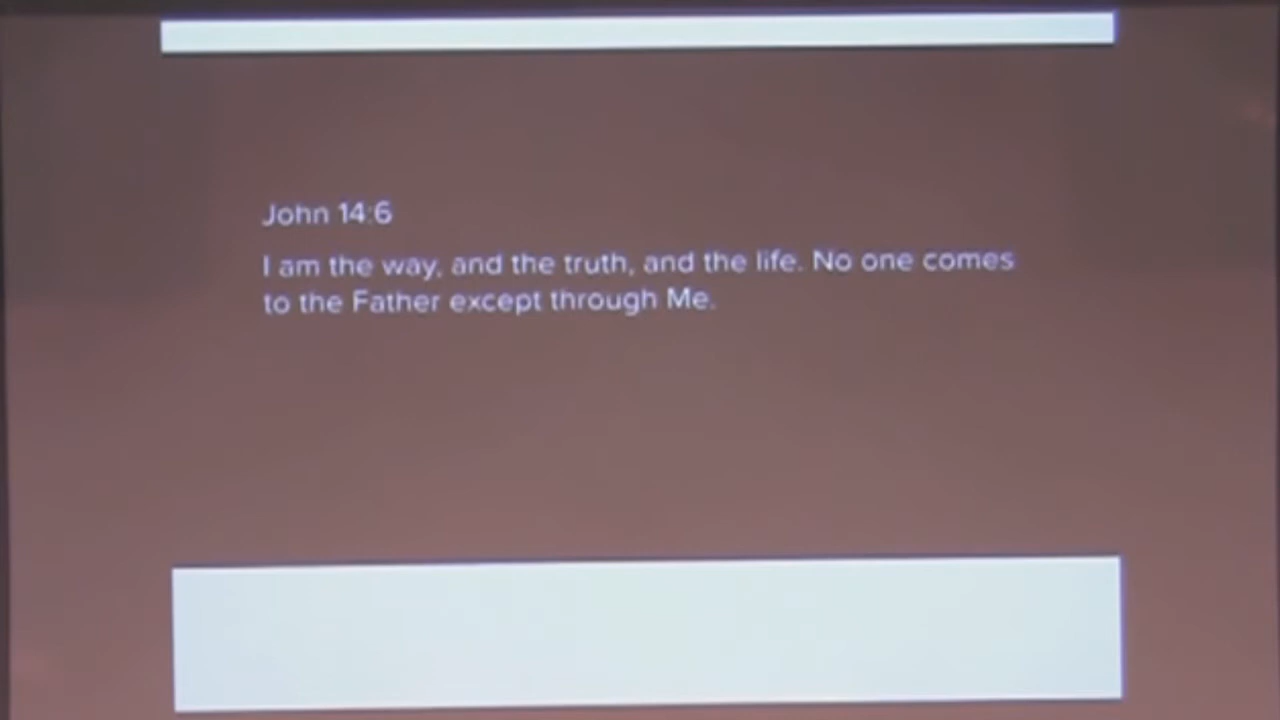 John 14:6
I am the way, and the truth, and the life. No one comes
to the Father except through Me.